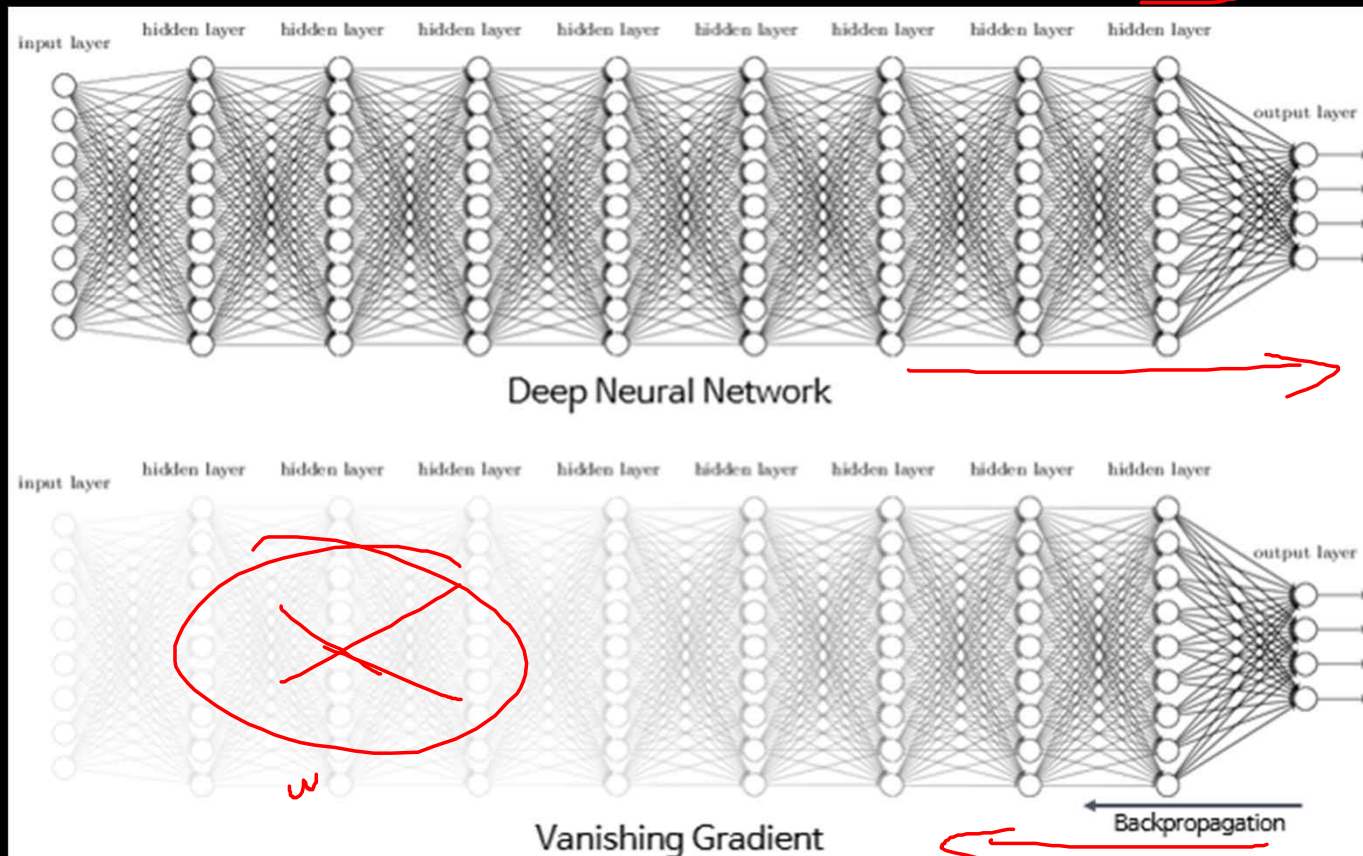 input layer
hidden layer hidden layer hidden layer hidden layer hidden layer hidden layer hidden layer hidden layer
output layer
Deep Neural Network
input layer
hidden layer hidden layer hidden layer hidden layer hidden layer hidden layer hidden layer hidden layer
output layer
w
Backpropagation
Vanishing Gradient